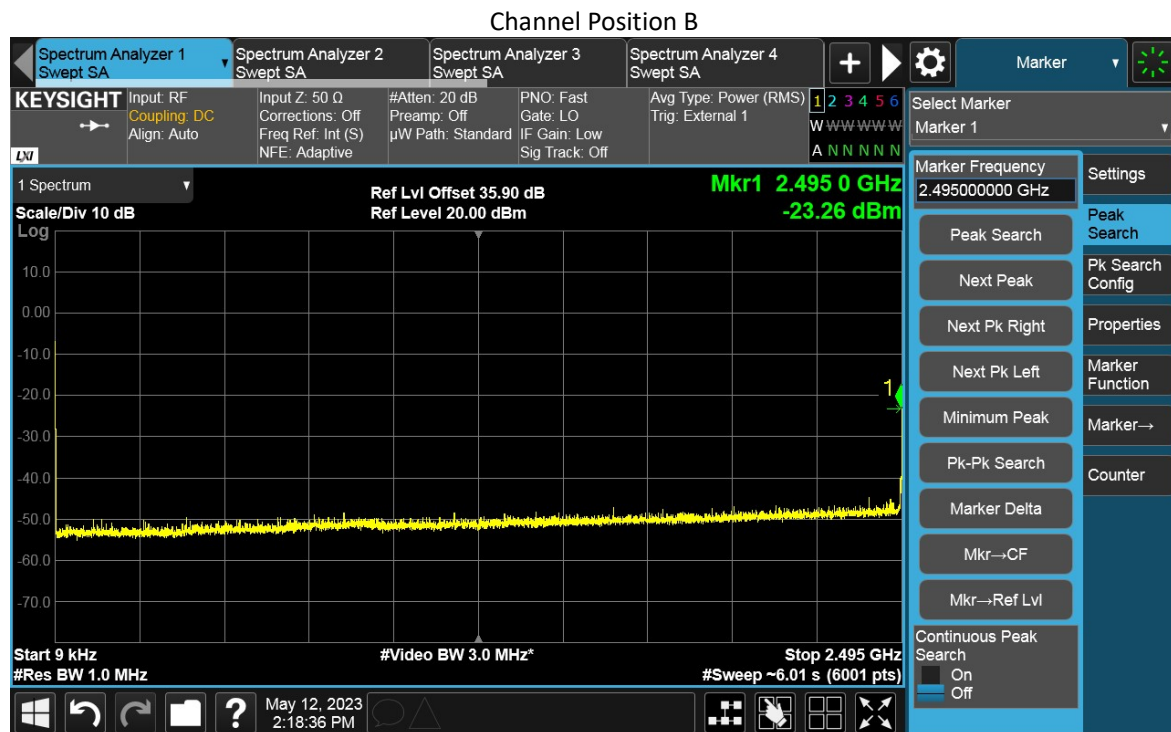 Channel Position B
Spectrum Analyzer 1
Swept SA
Spectrum Analyzer 2
Swept SA
Spectrum Analyzer 3
Swept SA
Spectrum Analyzer 4
Swept SA
+
Marker
KEYSIGHT
LXI
Input: RF
Coupling: DC
Align: Auto
Input Z: 50 Ω
Corrections: Off
Freq Ref: Int (S)
NFE: Adaptive
#Atten: 20 dB
Preamp: Off
µW Path: Standard
PNO: Fast
Gate: LO
IF Gain: Low
Sig Track: Off
Avg Type: Power (RMS)
Trig: External 1
1 2 3 4 5 6
W W W W W W
A N N N N N
Select Marker
Marker 1
1 Spectrum
Scale/Div 10 dB
Log
Ref Lvl Offset 35.90 dB
Ref Level 20.00 dBm
Mkr1 2.495 0 GHz
-23.26 dBm
10.0
0.00
-10.0
-20.0
-30.0
-40.0
-50.0
-60.0
-70.0
1
Start 9 kHz
#Res BW 1.0 MHz
#Video BW 3.0 MHz*
Stop 2.495 GHz
#Sweep ~6.01 s (6001 pts)
Marker Frequency
2.495000000 GHz
Peak Search
Next Peak
Next Pk Right
Next Pk Left
Minimum Peak
Pk-Pk Search
Marker Delta
Mkr→CF
Mkr→Ref Lvl
Continuous Peak
Search
On
Off
Settings
Peak
Search
Pk Search
Config
Properties
Marker
Function
Marker→
Counter
?
May 12, 2023
2:18:36 PM